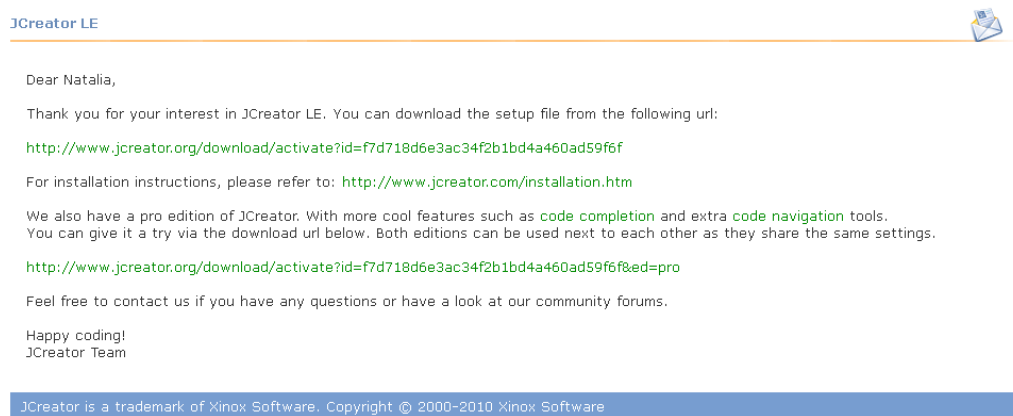 JCreator LE
Dear Natalia,
Thank you for your interest in JCreator LE. You can download the setup file from the following url:
http://www.jcreator.org/download/activate?id=f7d718d6e3ac34f2b1bd4a460ad59f6f
For installation instructions, please refer to: http://www.jcreator.com/installation.htm
We also have a pro edition of JCreator. With more cool features such as code completion and extra code navigation tools.
You can give it a try via the download url below. Both editions can be used next to each other as they share the same settings.
http://www.jcreator.org/download/activate?id=f7d718d6e3ac34f2b1bd4a460ad59f6f&ed=pro
Feel free to contact us if you have any questions or have a look at our community forums.
Happy coding!
JCreator Team
JCreator is a trademark of Xinox Software. Copyright © 2000-2010 Xinox Software